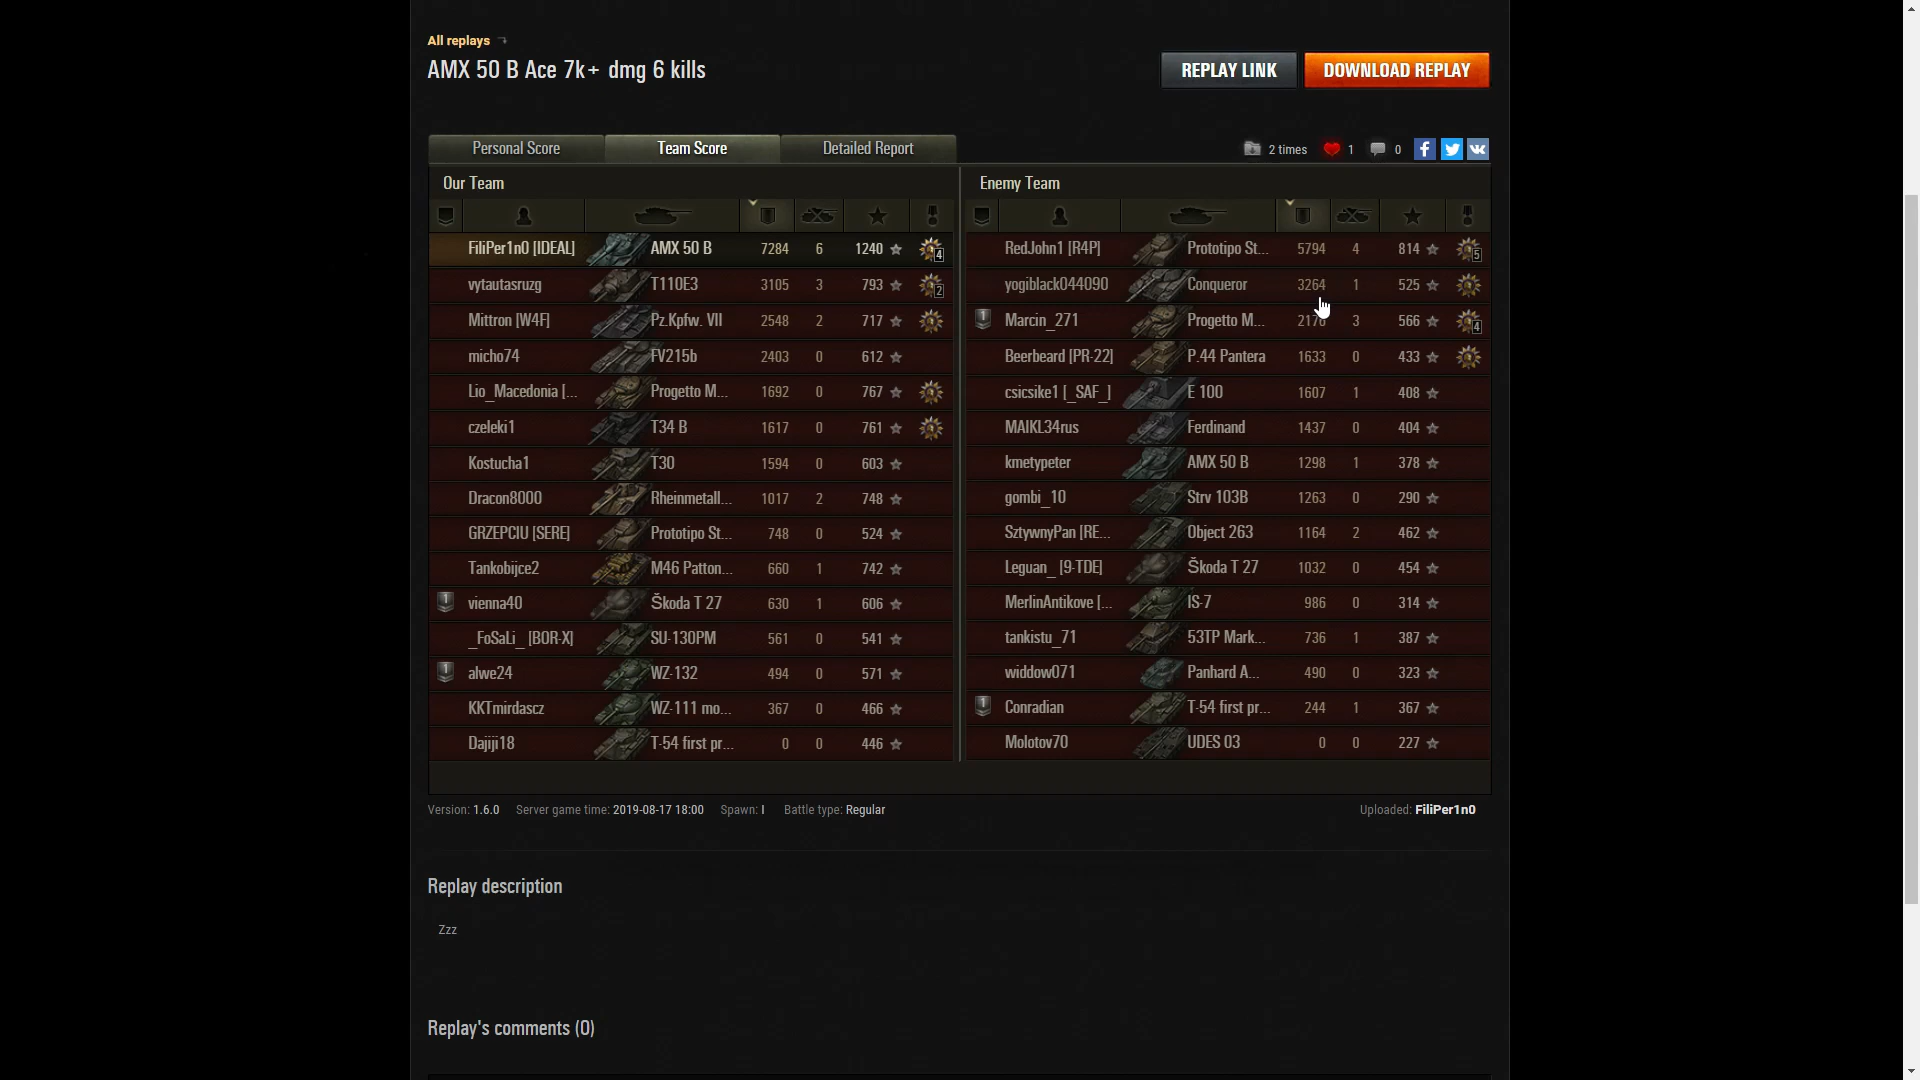 All replays
AMX 50 B Ace 7k+ dmg 6 kills
REPLAY LINK
DOWNLOAD REPLAY
Personal Score
Team Score
Detailed Report
2 times 1 0
Our Team
FiliPer1n0 [IDEAL] AMX 50 B 7284 6 1240 4
vytautasruzg T110E3 3105 3 793 2
Mittron [W4F] Pz.Kpfw. VII 2548 2 717
micho74 FV215b 2403 0 612
Lio_Macedonia [... Progetto M... 1692 0 767
czeleki1 T34 B 1617 0 761
Kostucha1 T30 1594 0 603
Dracon8000 Rheinmetall... 1017 2 748
GRZEPCIU [SERE] Prototipo St... 748 0 524
Tankobijce2 M46 Patton... 660 1 742
1 vienna40 Škoda T 27 630 1 606
_FoSaLi_ [BOR-X] SU-130PM 561 0 541
1 alwe24 WZ-132 494 0 571
KKTmirdascz WZ-111 mo... 367 0 466
Dajiji18 T-54 first pr... 0 0 446
Enemy Team
RedJohn1 [R4P] Prototipo St... 5794 4 814 5
yogiblack044090 Conqueror 3264 1 525
1 Marcin_271 Progetto M... 3 566 4
Beerbeard [PR-22] P.44 Pantera 1633 0 433
csicsike1 [_SAF_] E 100 1607 1 408
MAIKL34rus Ferdinand 1437 0 404
kmetypeter AMX 50 B 1298 1 378
gombi_10 Strv 103B 1263 0 290
SztywnyPan [RE... Object 263 1164 2 462
Leguan_ [9-TDE] Škoda T 27 1032 0 454
MerlinAntikove [... IS-7 986 0 314
tankistu_71 53TP Mark... 736 1 387
widdow071 Panhard A... 490 0 323
1 Conradian T-54 first pr... 244 1 367
Molotov70 UDES 03 0 0 227
Version: 1.6.0 Server game time: 2019-08-17 18:00 Spawn: I Battle type: Regular
Uploaded: FiliPer1n0
Replay description
Zzz
Replay's comments (0)